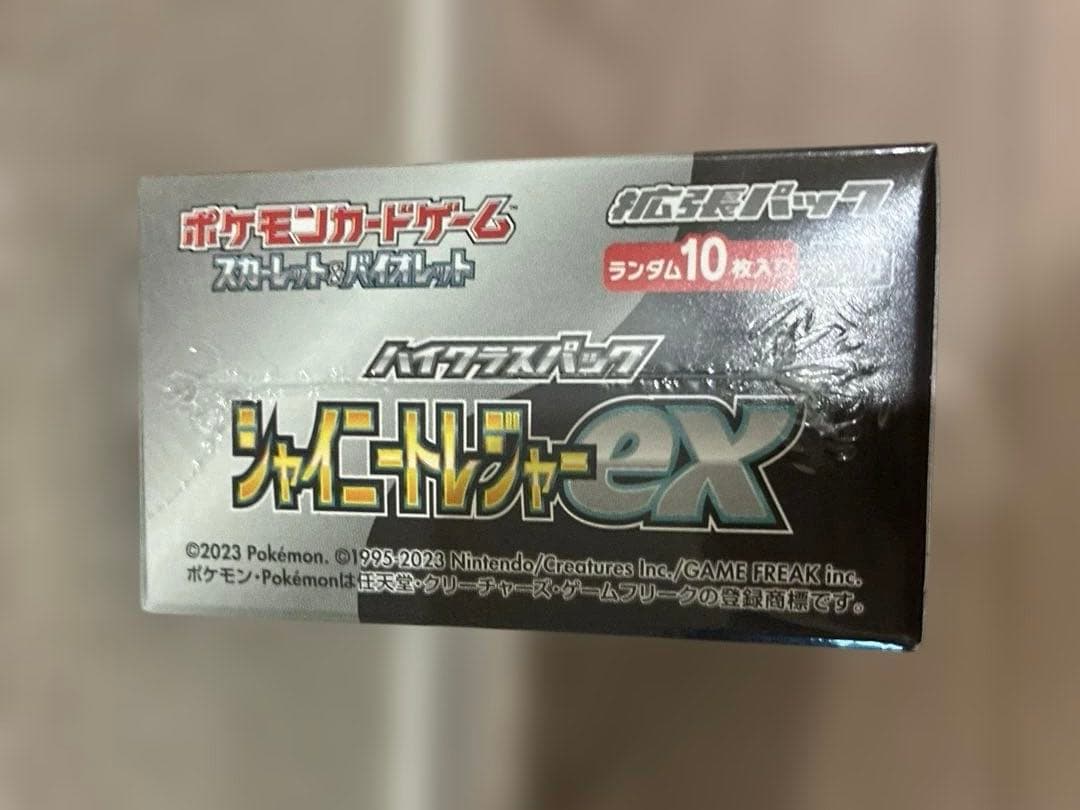 ポケモンカードゲーム™
スカーレット&バイオレット
拡張パック
ランダム10枚入り
ハイクラスパック
シャイニートレジャーex
©2023 Pokémon. ©1995-2023 Nintendo/Creatures Inc./GAME FREAK inc.
ポケモン・Pokémonは任天堂・クリーチャーズ・ゲームフリークの登録商標です。